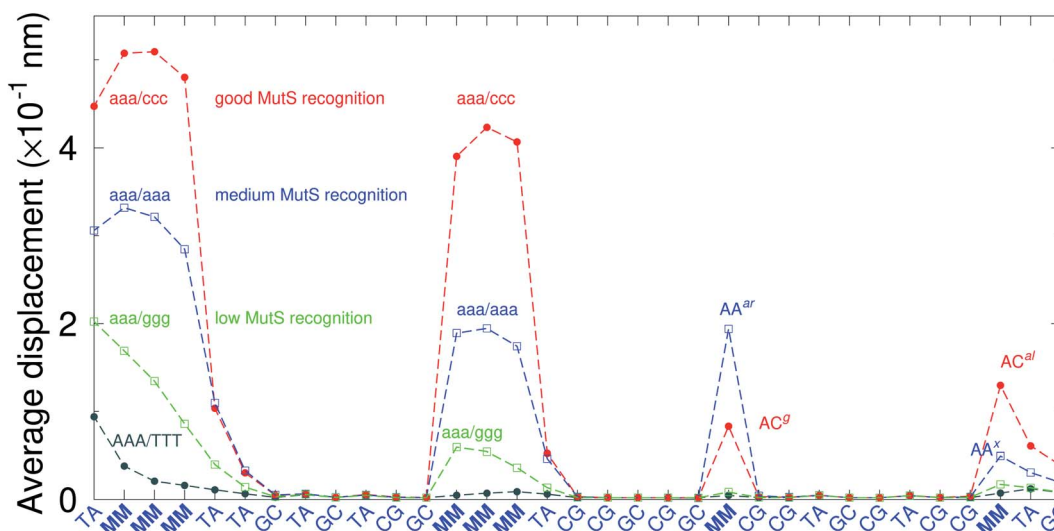 Average displacement (×10⁻¹ nm)
4
2
0
aaa/ccc good MutS recognition
aaa/aaa medium MutS recognition
aaa/ggg low MutS recognition
AAA/TTT
aaa/ccc
aaa/aaa
aaa/ggg
AA^ar
AC^g
AC^al
AA^x
TA MM MM MM TA TA GC TA GC TA CG GC MM MM MM TA CG CG CG CG GC MM CG CG TA GC GC TA CG CG MM TA